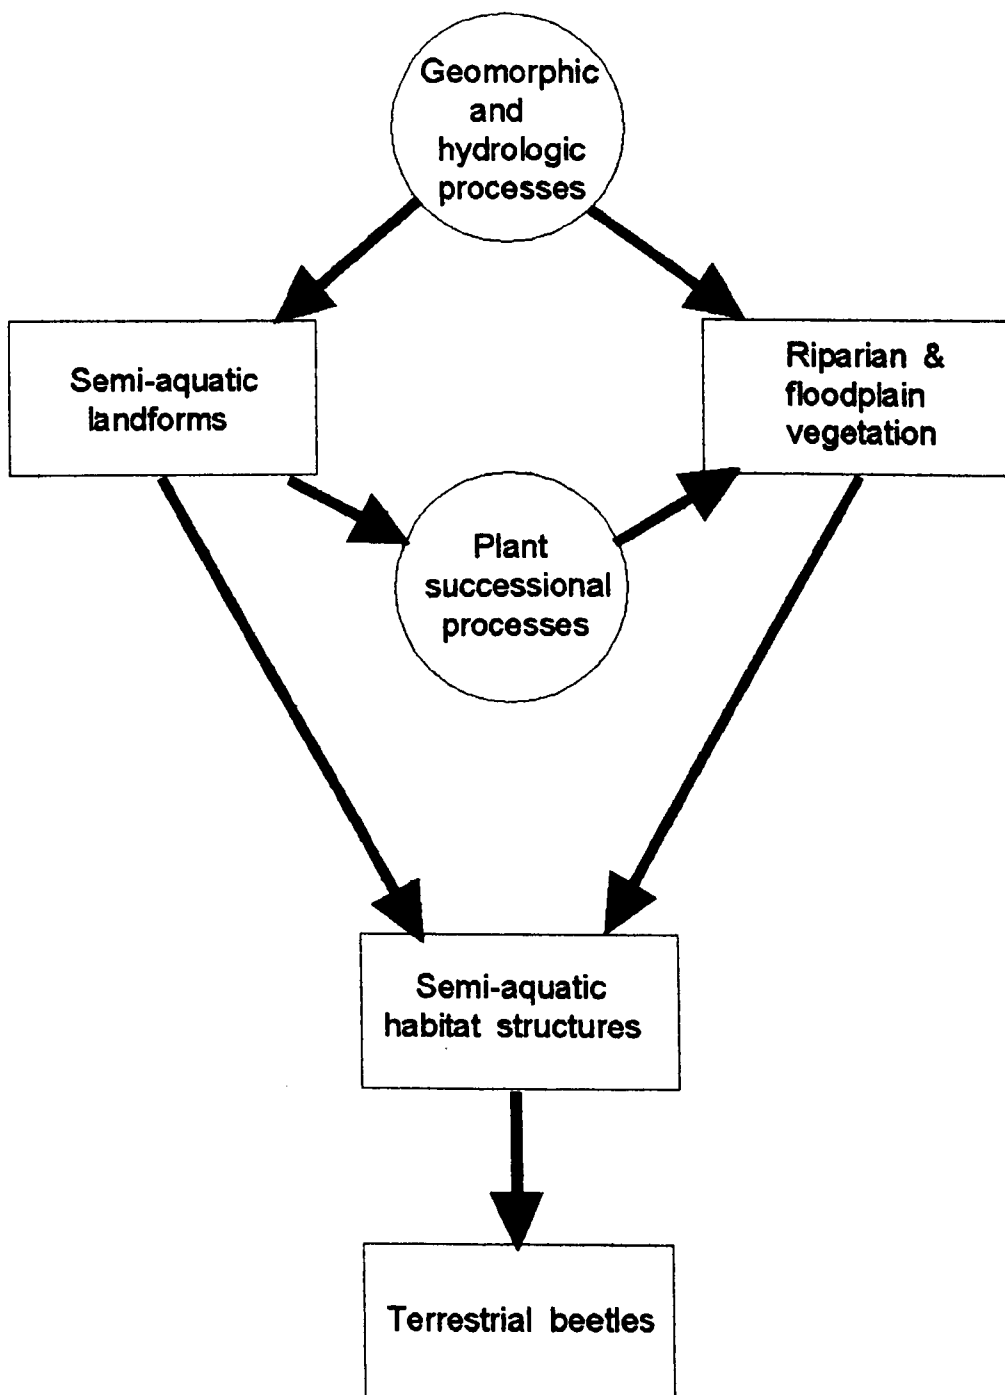 Geomorphic
and
hydrologic
processes
Semi-aquatic
landforms
Riparian &
floodplain
vegetation
Plant
successional
processes
Semi-aquatic
habitat structures
Terrestrial beetles